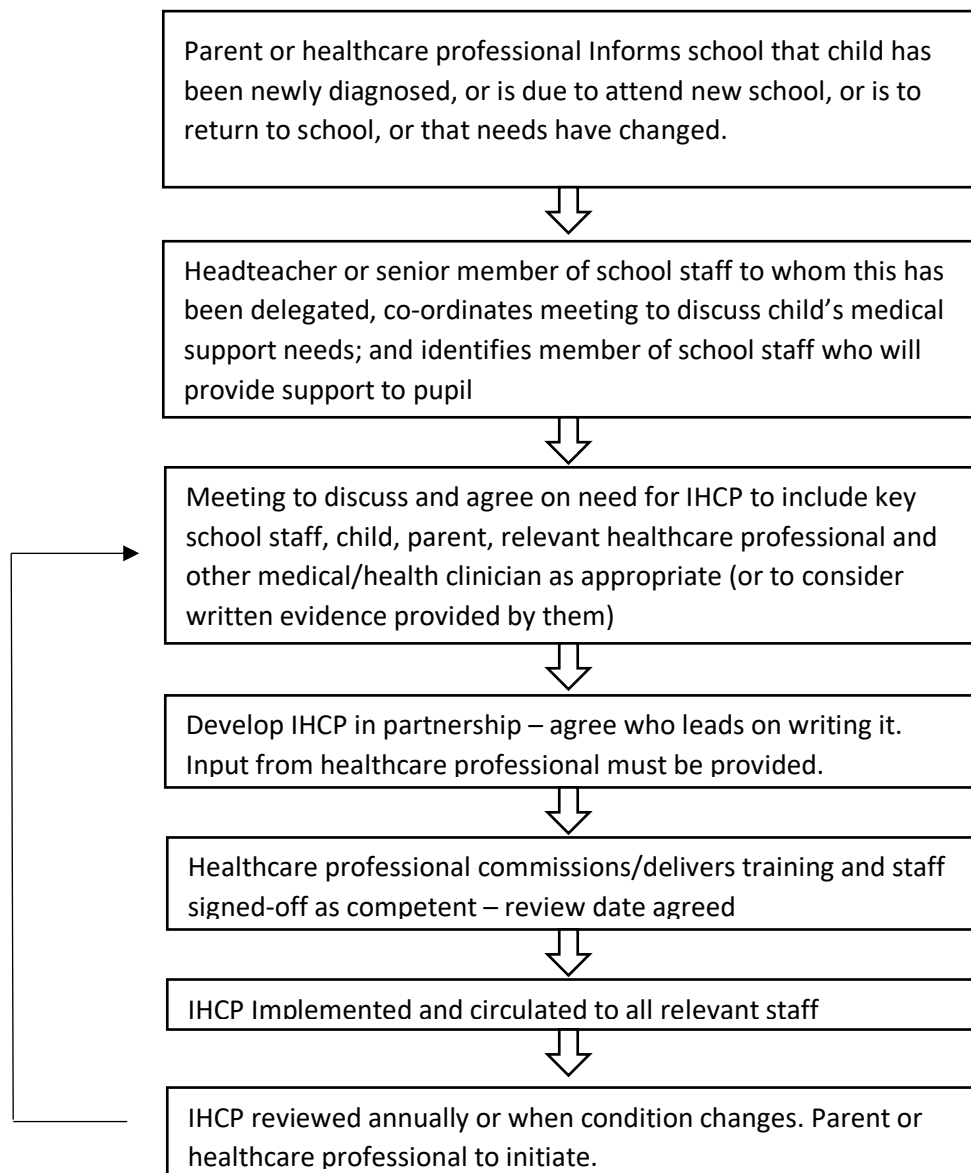 Parent or healthcare professional Informs school that child has
been newly diagnosed, or is due to attend new school, or is to
return to school, or that needs have changed.
Headteacher or senior member of school staff to whom this has
been delegated, co-ordinates meeting to discuss child’s medical
support needs; and identifies member of school staff who will
provide support to pupil
Meeting to discuss and agree on need for IHCP to include key
school staff, child, parent, relevant healthcare professional and
other medical/health clinician as appropriate (or to consider
written evidence provided by them)
Develop IHCP in partnership – agree who leads on writing it.
Input from healthcare professional must be provided.
Healthcare professional commissions/delivers training and staff
signed-off as competent – review date agreed
IHCP Implemented and circulated to all relevant staff
IHCP reviewed annually or when condition changes. Parent or
healthcare professional to initiate.